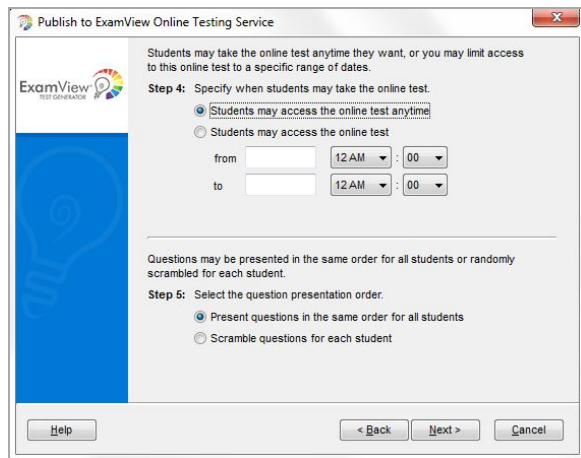 Publish to ExamView Online Testing Service
Students may take the online test anytime they want, or you may limit access
to this online test to a specific range of dates.
ExamView
TEST GENERATOR
Step 4: Specify when students may take the online test.
Students may access the online test anytime
Students may access the online test
from 12 AM : 00
to 12 AM : 00
Questions may be presented in the same order for all students or randomly
scrambled for each student.
Step 5: Select the question presentation order.
Present questions in the same order for all students
Scramble questions for each student
Help < Back Next > Cancel